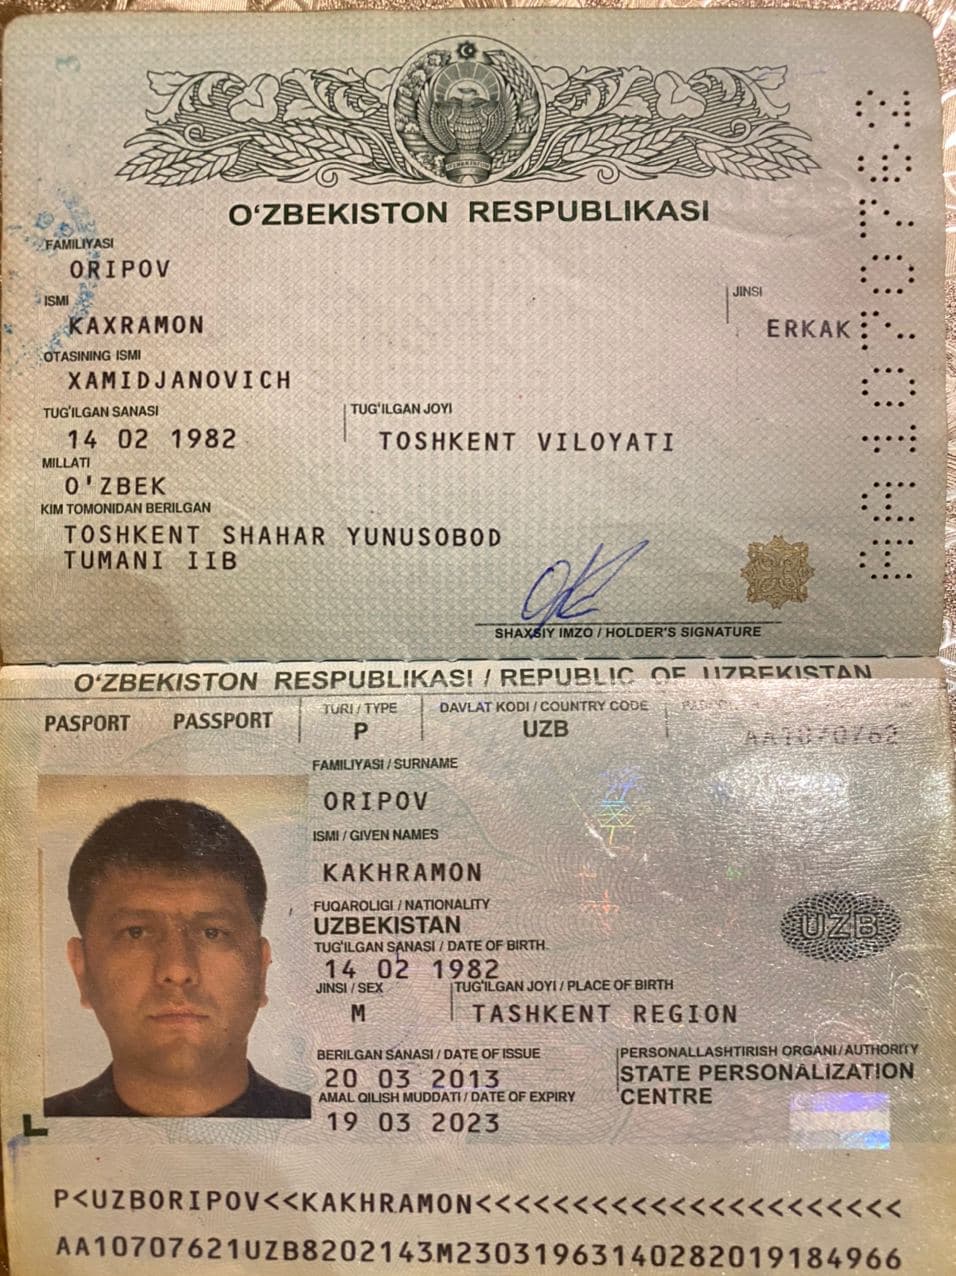 O‘ZBEKISTON RESPUBLIKASI
FAMILIYASI
ORIPOV
ISMI
KAXRAMON
JINSI
ERKAK
OTASINING ISMI
XAMIDJANOVICH
TUG'ILGAN SANASI
14 02 1982
TUG'ILGAN JOYI
TOSHKENT VILOYATI
MILLATI
O'ZBEK
KIM TOMONIDAN BERILGAN
TOSHKENT SHAHAR YUNUSOBOD
TUMANI IIB
SHAXSIY IMZO / HOLDER'S SIGNATURE
O‘ZBEKISTON RESPUBLIKASI / REPUBLIC OF UZBEKISTAN
PASPORT PASSPORT
TURI / TYPE
P
DAVLAT KODI / COUNTRY CODE
UZB
AA1070762
FAMILIYASI / SURNAME
ORIPOV
ISMI / GIVEN NAMES
KAKHRAMON
FUQAROLIGI / NATIONALITY
UZBEKISTAN
TUG'ILGAN SANASI / DATE OF BIRTH
14 02 1982
JINSI / SEX
M
TUG'ILGAN JOYI / PLACE OF BIRTH
TASHKENT REGION
BERILGAN SANASI / DATE OF ISSUE
20 03 2013
AMAL QILISH MUDDATI / DATE OF EXPIRY
19 03 2023
PERSONALLASHTIRISH ORGANI / AUTHORITY
STATE PERSONALIZATION
CENTRE
UZB
P<UZBORIPOV<<KAKHRAMON<<<<<<<<<<<<<<<<<<<<<<
AA10707621UZB8202143M23031963140282019184966